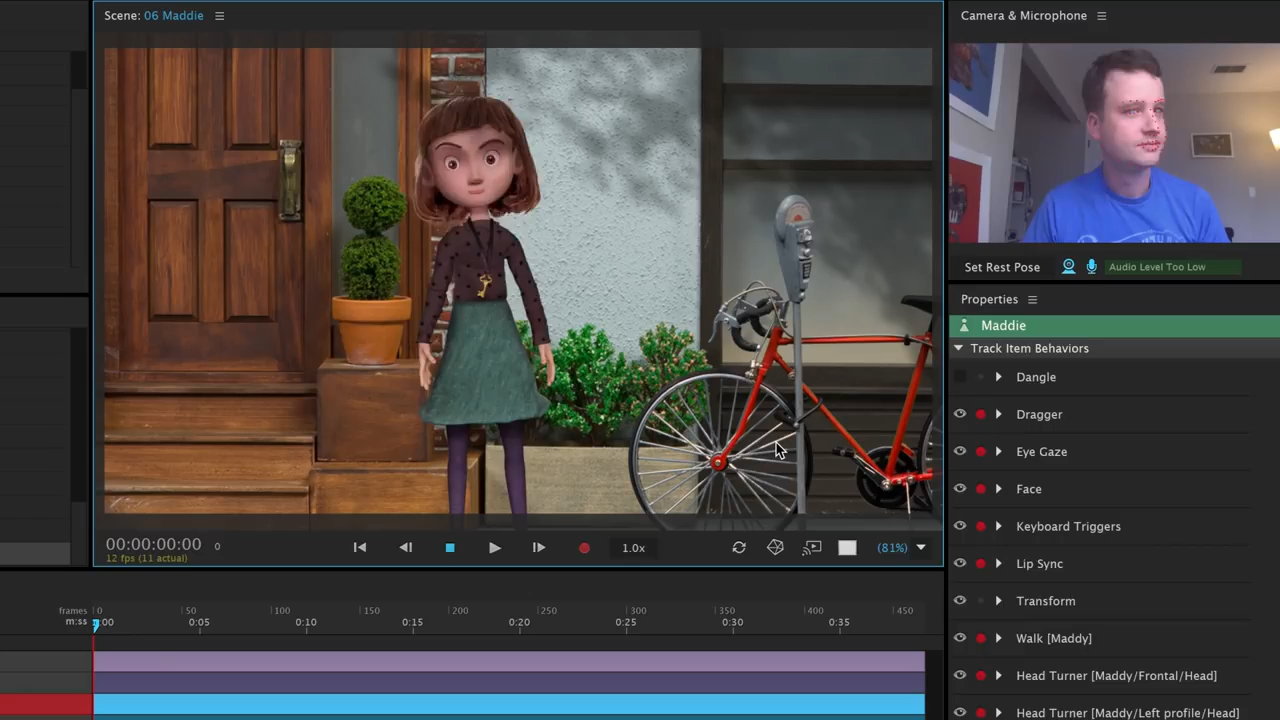 Scene: 06 Maddie
Camera & Microphone
Set Rest Pose
Audio Level Too Low
Properties
Maddie
Track Item Behaviors
Dangle
Dragger
Eye Gaze
Face
Keyboard Triggers
Lip Sync
Transform
Walk [Maddy]
Head Turner [Maddy/Frontal/Head]
Head Turner [Maddy/Left profile/Head]
00:00:00:00 0
12 fps (11 actual)
1.0x
(81%)
frames 0 50 100 150 200 250 300 350 400 450
m:ss 0:00 0:05 0:10 0:15 0:20 0:25 0:30 0:35